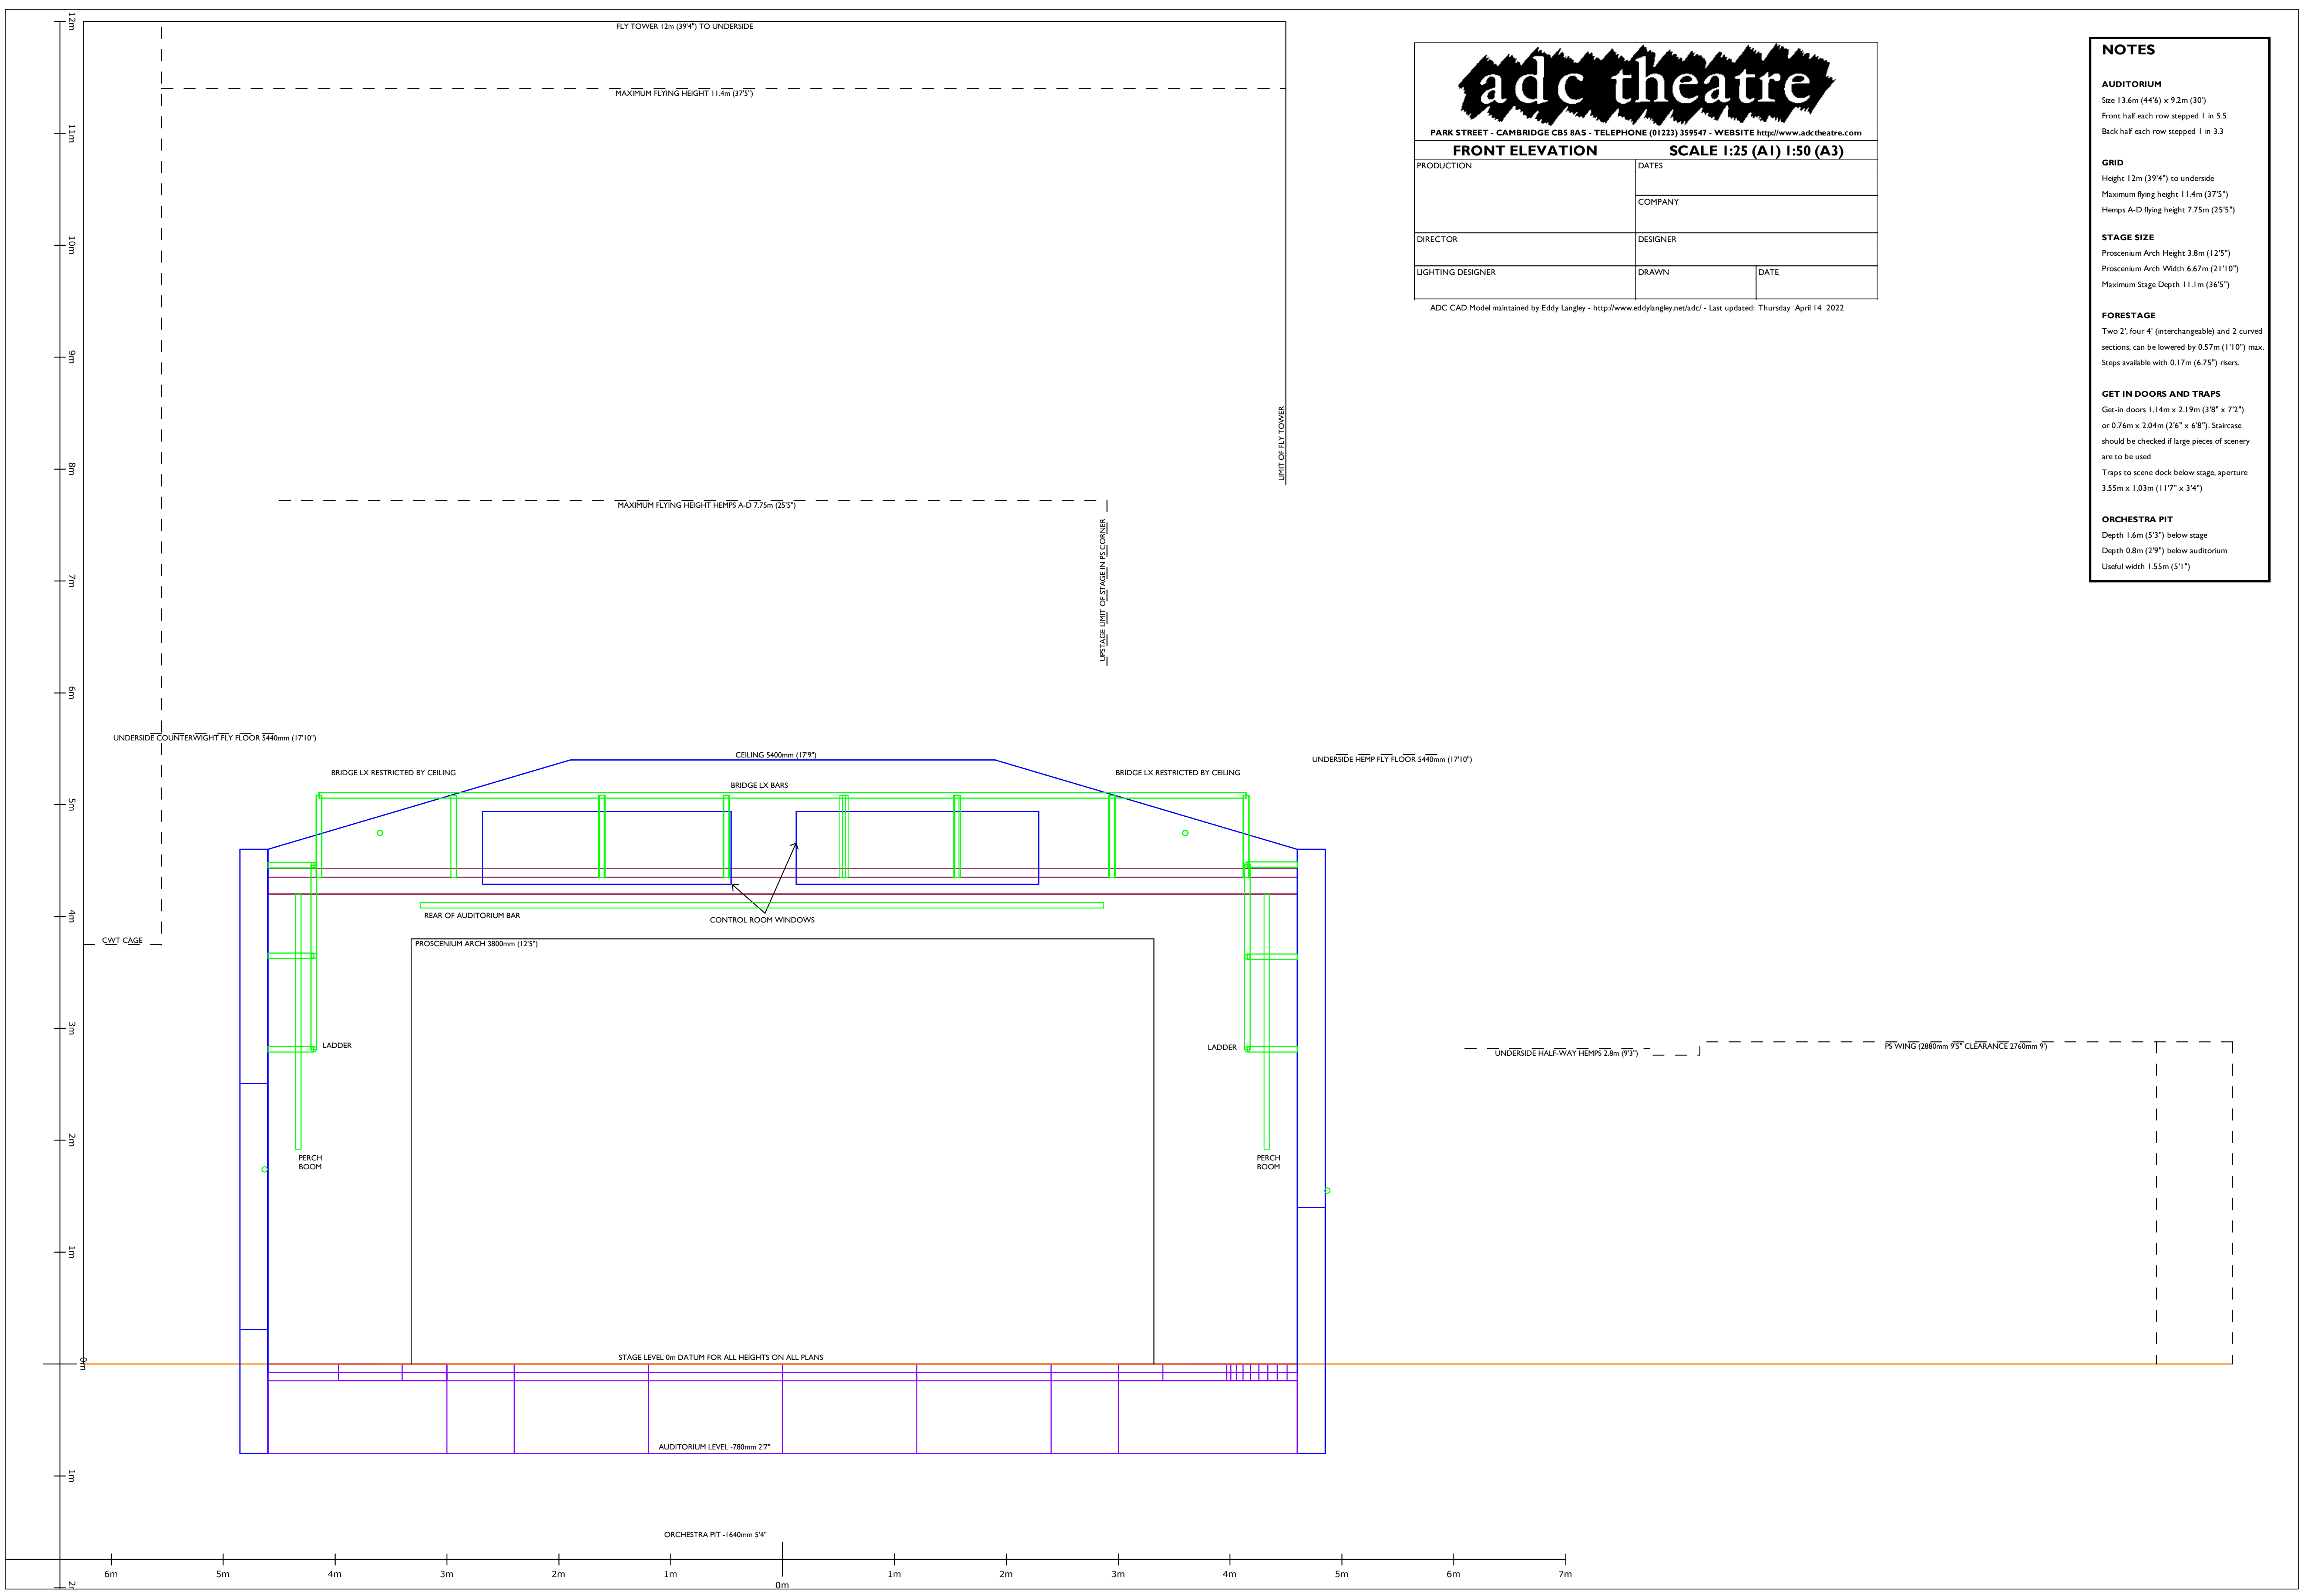 12m
FLY TOWER 12m (39'4") TO UNDERSIDE
MAXIMUM FLYING HEIGHT 11.4m (37'5")
11m
10m
9m
8m
LIMIT OF FLY TOWER
MAXIMUM FLYING HEIGHT HEMPS A-D 7.75m (25'5")
UPSTAGE LIMIT OF STAGE IN PS CORNER
7m
6m
UNDERSIDE COUNTERWIGHT FLY FLOOR 5440mm (17'10")
CEILING 5400mm (17'9")
UNDERSIDE HEMP FLY FLOOR 5440mm (17'10")
BRIDGE LX RESTRICTED BY CEILING
BRIDGE LX RESTRICTED BY CEILING
BRIDGE LX BARS
5m
4m
REAR OF AUDITORIUM BAR
CONTROL ROOM WINDOWS
CWT CAGE
PROSCENIUM ARCH 3800mm (12'5")
3m
LADDER
LADDER
UNDERSIDE HALF-WAY HEMPS 2.8m (9'3")
PS WING (2880mm 9'5" CLEARANCE 2760mm 9')
2m
PERCH
BOOM
PERCH
BOOM
1m
0m
STAGE LEVEL 0m DATUM FOR ALL HEIGHTS ON ALL PLANS
AUDITORIUM LEVEL -780mm 2'7"
1m
ORCHESTRA PIT -1640mm 5'4"
6m
5m
4m
3m
2m
1m
0m
1m
2m
3m
4m
5m
6m
7m
adc theatre
PARK STREET - CAMBRIDGE CB5 8AS - TELEPHONE (01223) 359547 - WEBSITE http://www.adctheatre.com
FRONT ELEVATION
SCALE 1:25 (A1) 1:50 (A3)
PRODUCTION
DATES
COMPANY
DIRECTOR
DESIGNER
LIGHTING DESIGNER
DRAWN
DATE
ADC CAD Model maintained by Eddy Langley - http://www.eddylangley.net/adc/ - Last updated: Thursday April 14 2022
NOTES
AUDITORIUM
Size 13.6m (44'6) x 9.2m (30')
Front half each row stepped 1 in 5.5
Back half each row stepped 1 in 3.3
GRID
Height 12m (39'4") to underside
Maximum flying height 11.4m (37'5")
Hemps A-D flying height 7.75m (25'5")
STAGE SIZE
Proscenium Arch Height 3.8m (12'5")
Proscenium Arch Width 6.67m (21'10")
Maximum Stage Depth 11.1m (36'5")
FORESTAGE
Two 2', four 4' (interchangeable) and 2 curved
sections, can be lowered by 0.57m (1'10") max.
Steps available with 0.17m (6.75") risers.
GET IN DOORS AND TRAPS
Get-in doors 1.14m x 2.19m (3'8" x 7'2")
or 0.76m x 2.04m (2'6" x 6'8"). Staircase
should be checked if large pieces of scenery
are to be used
Traps to scene dock below stage, aperture
3.55m x 1.03m (11'7" x 3'4")
ORCHESTRA PIT
Depth 1.6m (5'3") below stage
Depth 0.8m (2'9") below auditorium
Useful width 1.55m (5'1")